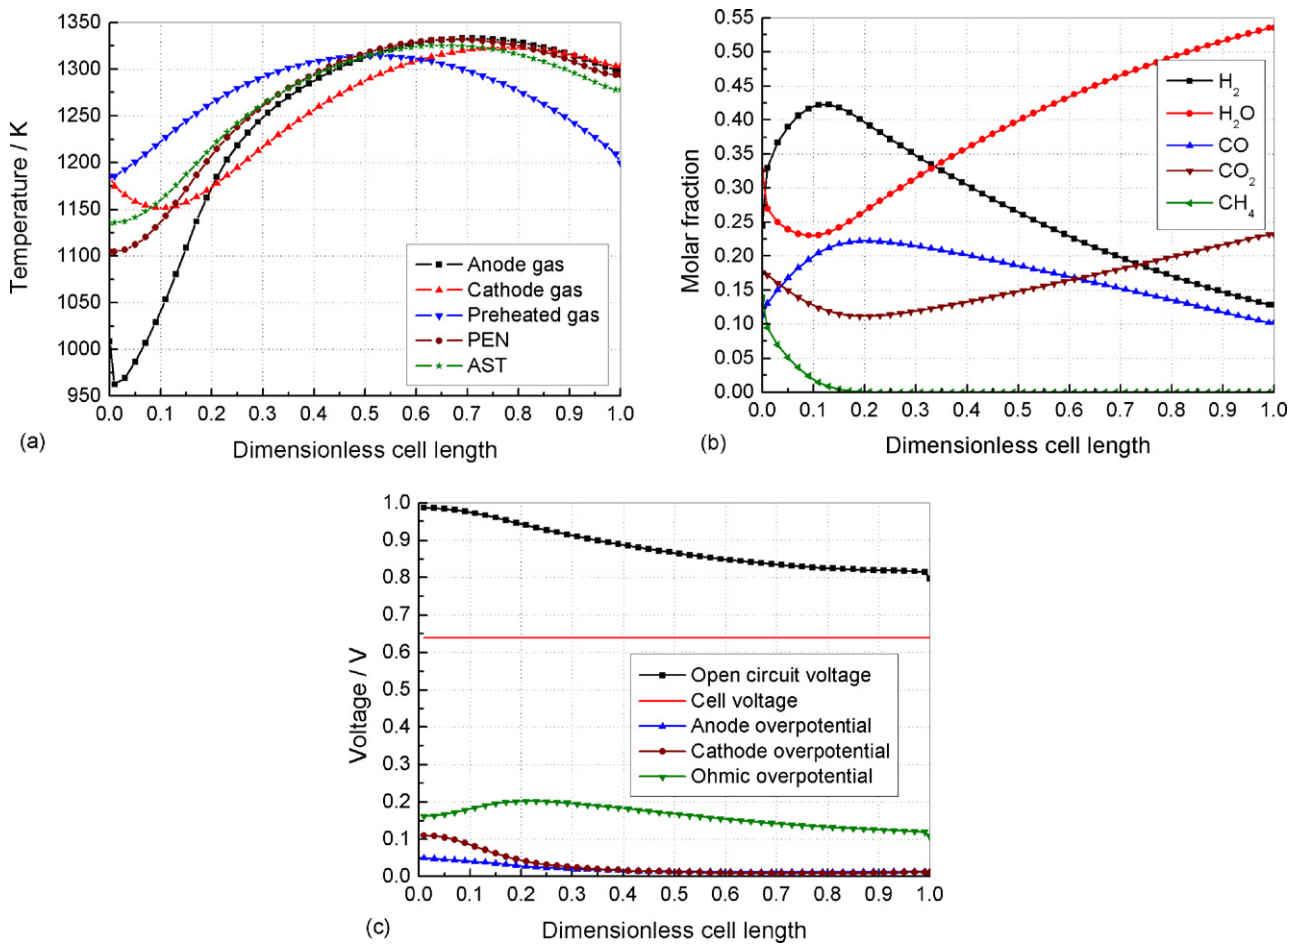 1350
1300
1250
1200
1150
1100
1050
1000
950
Temperature / K
Anode gas
Cathode gas
Preheated gas
PEN
AST
0.0 0.1 0.2 0.3 0.4 0.5 0.6 0.7 0.8 0.9 1.0
(a) Dimensionless cell length
0.55
0.50
0.45
0.40
0.35
0.30
0.25
0.20
0.15
0.10
0.05
0.00
Molar fraction
H2
H2O
CO
CO2
CH4
0.0 0.1 0.2 0.3 0.4 0.5 0.6 0.7 0.8 0.9 1.0
(b) Dimensionless cell length
1.0
0.9
0.8
0.7
0.6
0.5
0.4
0.3
0.2
0.1
0.0
Voltage / V
Open circuit voltage
Cell voltage
Anode overpotential
Cathode overpotential
Ohmic overpotential
0.0 0.1 0.2 0.3 0.4 0.5 0.6 0.7 0.8 0.9 1.0
(c) Dimensionless cell length